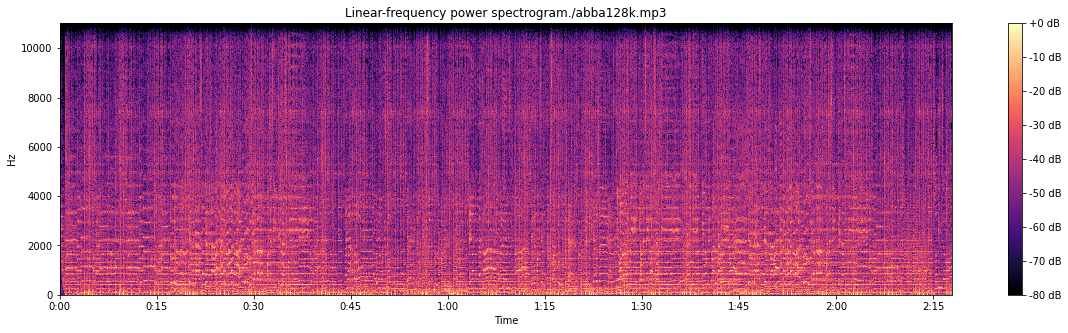 Linear-frequency power spectrogram./abba128k.mp3
10000
8000
6000
4000
2000
0
Hz
0:00 0:15 0:30 0:45 1:00 1:15 1:30 1:45 2:00 2:15
Time
+0 dB
-10 dB
-20 dB
-30 dB
-40 dB
-50 dB
-60 dB
-70 dB
-80 dB